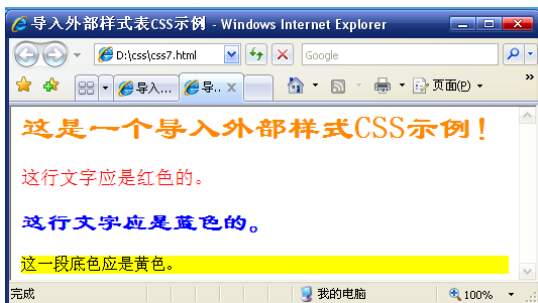 导入外部样式表CSS示例 - Windows Internet Explorer
D:\css\css7.html
Google
导入... 导.. x
页面(P)
»
这是一个导入外部样式CSS示例！
这行文字应是红色的。
这行文字应是蓝色的。
这一段底色应是黄色。
完成 我的电脑 100%